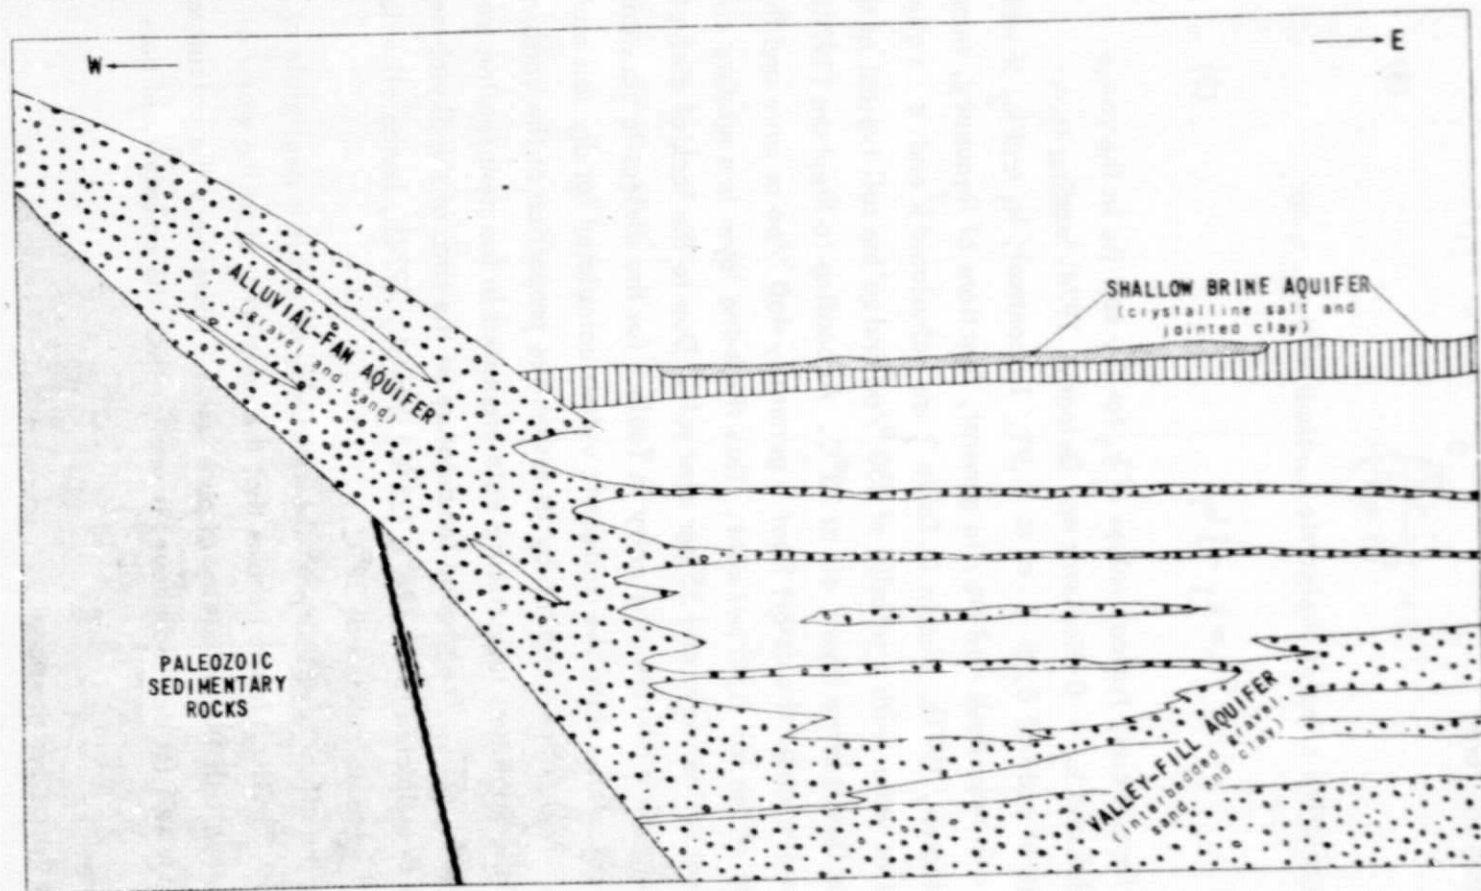 W
E
SHALLOW BRINE AQUIFER
(crystalline salt and
jointed clay)
ALLUVIAL-FAN AQUIFER
(gravel and sand)
PALEOZOIC
SEDIMENTARY
ROCKS
VALLEY-FILL AQUIFER
(interbedded gravel,
sand, and clay)